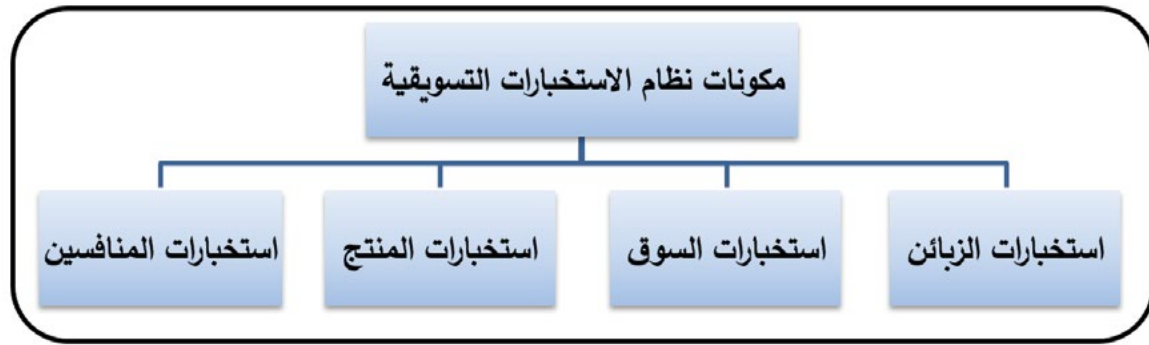 مكونات نظام الاستخبارات التسويقية
استخبارات الزبائن
استخبارات السوق
استخبارات المنتج
استخبارات المنافسين